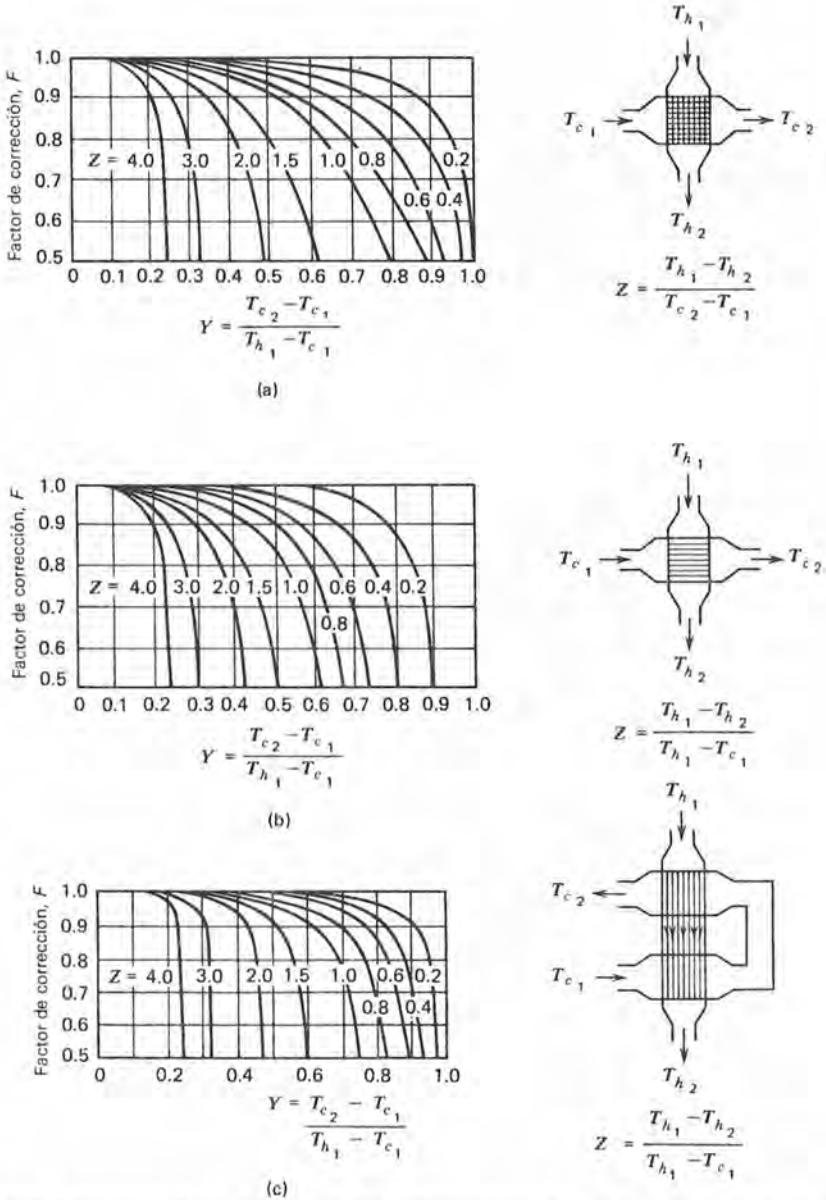 Factor de corrección, F
1.0
0.9
0.8
0.7
0.6
0.5
Z = 4.0 3.0 2.0 1.5 1.0 0.8 0.2
0.6 0.4
0 0.1 0.2 0.3 0.4 0.5 0.6 0.7 0.8 0.9 1.0
Y = (T_c2 − T_c1) / (T_h1 − T_c1)
(a)
T_h1
T_c1
T_c2
T_h2
Z = (T_h1 − T_h2) / (T_c2 − T_c1)
Factor de corrección, F
1.0
0.9
0.8
0.7
0.6
0.5
Z = 4.0 3.0 2.0 1.5 1.0 0.6 0.4 0.2
0.8
0 0.1 0.2 0.3 0.4 0.5 0.6 0.7 0.8 0.9 1.0
Y = (T_c2 − T_c1) / (T_h1 − T_c1)
(b)
T_h1
T_c1
T_c2
T_h2
Z = (T_h1 − T_h2) / (T_h1 − T_c1)
Factor de corrección, F
1.0
0.9
0.8
0.7
0.6
0.5
Z = 4.0 3.0 2.0 1.5 1.0 0.6 0.2
0.8 0.4
0 0.2 0.4 0.6 0.8 1.0
Y = (T_c2 − T_c1) / (T_h1 − T_c1)
(c)
T_h1
T_c2
T_c1
T_h2
Z = (T_h1 − T_h2) / (T_h1 − T_c1)